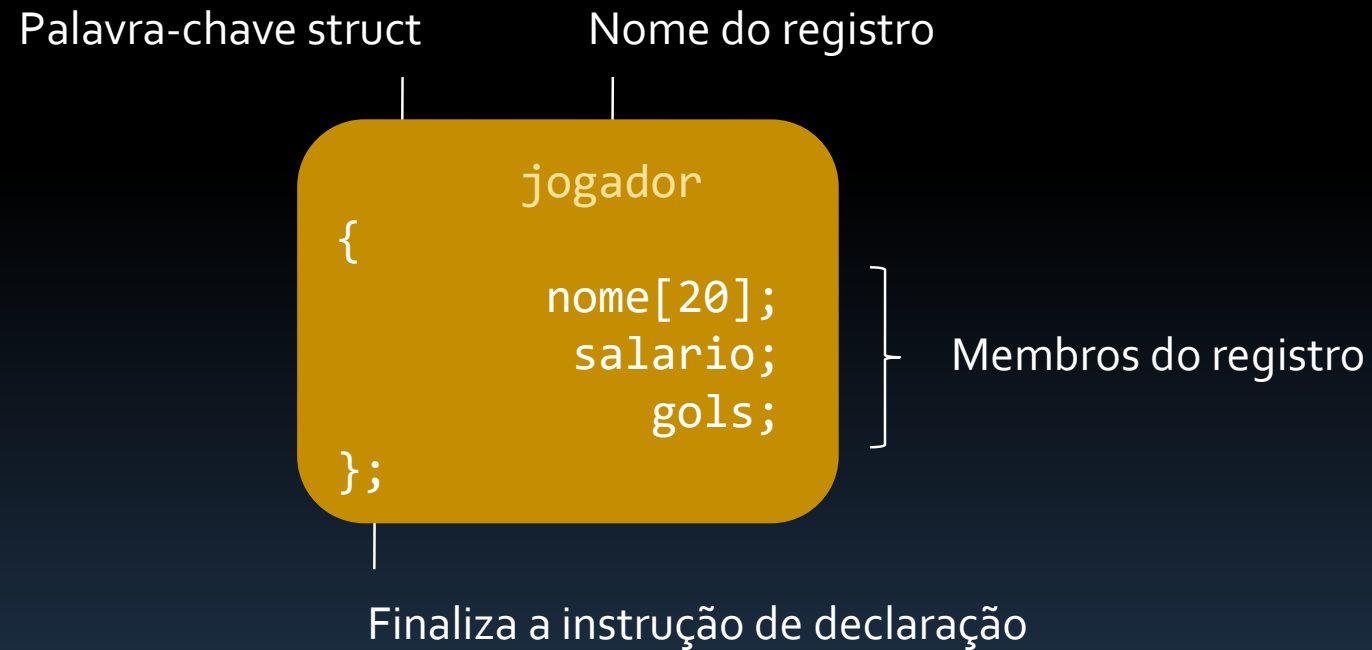 Palavra-chave struct
Nome do registro
jogador
{
nome[20];
salario;
gols;
};
Membros do registro
Finaliza a instrução de declaração